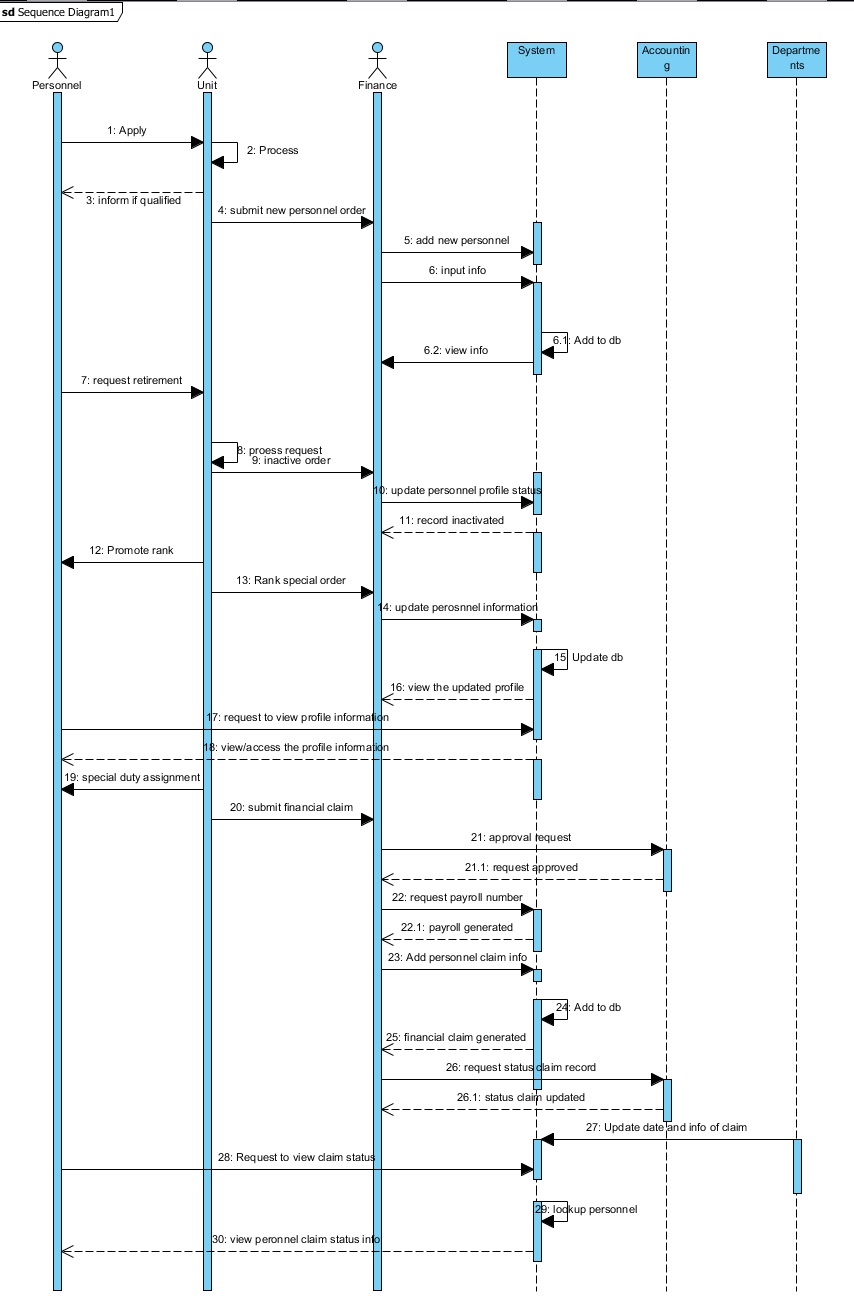 sd Sequence Diagram1
System
Accountin
g
Departme
nts
Personnel
Unit
Finance
1: Apply
2: Process
3: inform if qualified
4: submit new personnel order
5: add new personnel
6: input info
6.1: Add to db
6.2: view info
7: request retirement
8: proess request
9: inactive order
10: update personnel profile status
11: record inactivated
12: Promote rank
13: Rank special order
14: update perosnnel information
15: Update db
16: view the updated profile
17: request to view profile information
18: view/access the profile information
19: special duty assignment
20: submit financial claim
21: approval request
21.1: request approved
22: request payroll number
22.1: payroll generated
23: Add personnel claim info
24: Add to db
25: financial claim generated
26: request status claim record
26.1: status claim updated
27: Update date and info of claim
28: Request to view claim status
29: lookup personnel
30: view peronnel claim status info